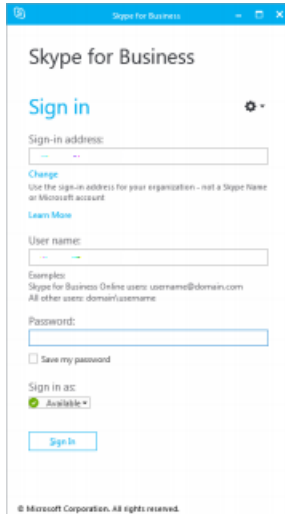 Skype for Business
Skype for Business
Sign in
Sign-in address:
Change
Use the sign-in address for your organization - not a Skype Name
or Microsoft account
Learn More
User name:
Examples:
Skype for Business Online users: username@domain.com
All other users: domain\username
Password:
Save my password
Sign in as:
Available
Sign In
© Microsoft Corporation. All rights reserved.